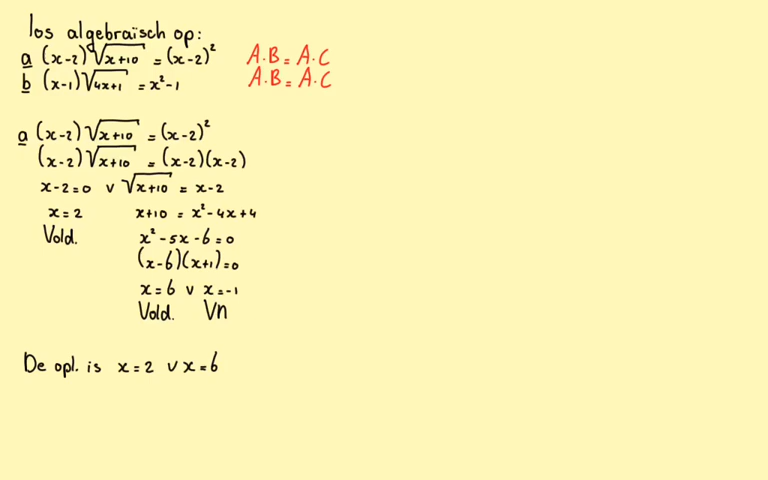 los algebraïsch op:
a (x-2)√x+10 = (x-2)² A·B = A·C
b (x-1)√4x+1 = x²-1 A·B = A·C
a (x-2)√x+10 = (x-2)²
(x-2)√x+10 = (x-2)(x-2)
x-2=0 v √x+10 = x-2
x=2 x+10 = x²-4x+4
Vold. x²-5x-6=0
(x-6)(x+1)=0
x=6 v x=-1
Vold. Vn
De opl. is x=2 v x=6